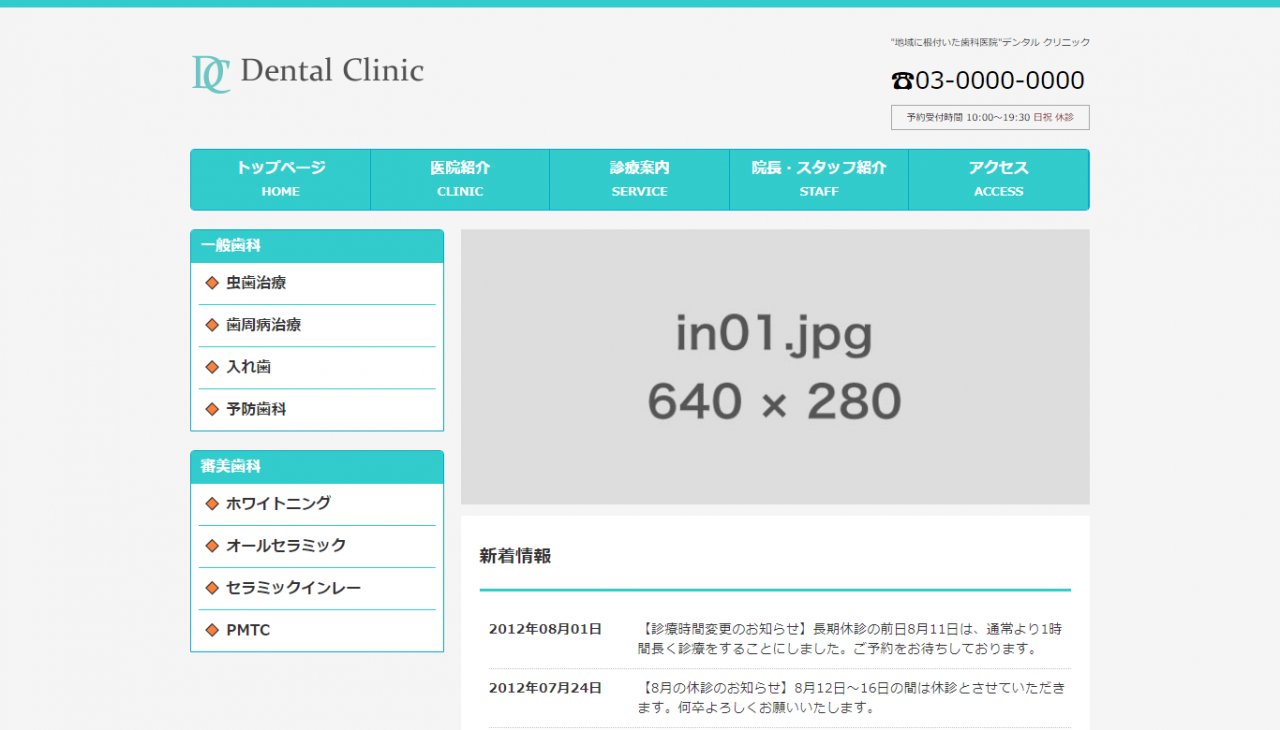 "地域に根付いた歯科医院"デンタル クリニック
DC Dental Clinic
☎03-0000-0000
予約受付時間 10:00～19:30 日祝 休診
トップページ
HOME
医院紹介
CLINIC
診療案内
SERVICE
院長・スタッフ紹介
STAFF
アクセス
ACCESS
一般歯科
虫歯治療
歯周病治療
入れ歯
予防歯科
審美歯科
ホワイトニング
オールセラミック
セラミックインレー
PMTC
in01.jpg
640 × 280
新着情報
2012年08月01日
【診療時間変更のお知らせ】長期休診の前日8月11日は、通常より1時
間長く診療をすることにしました。ご予約をお待ちしております。
2012年07月24日
【8月の休診のお知らせ】8月12日～16日の間は休診とさせていただき
ます。何卒よろしくお願いいたします。